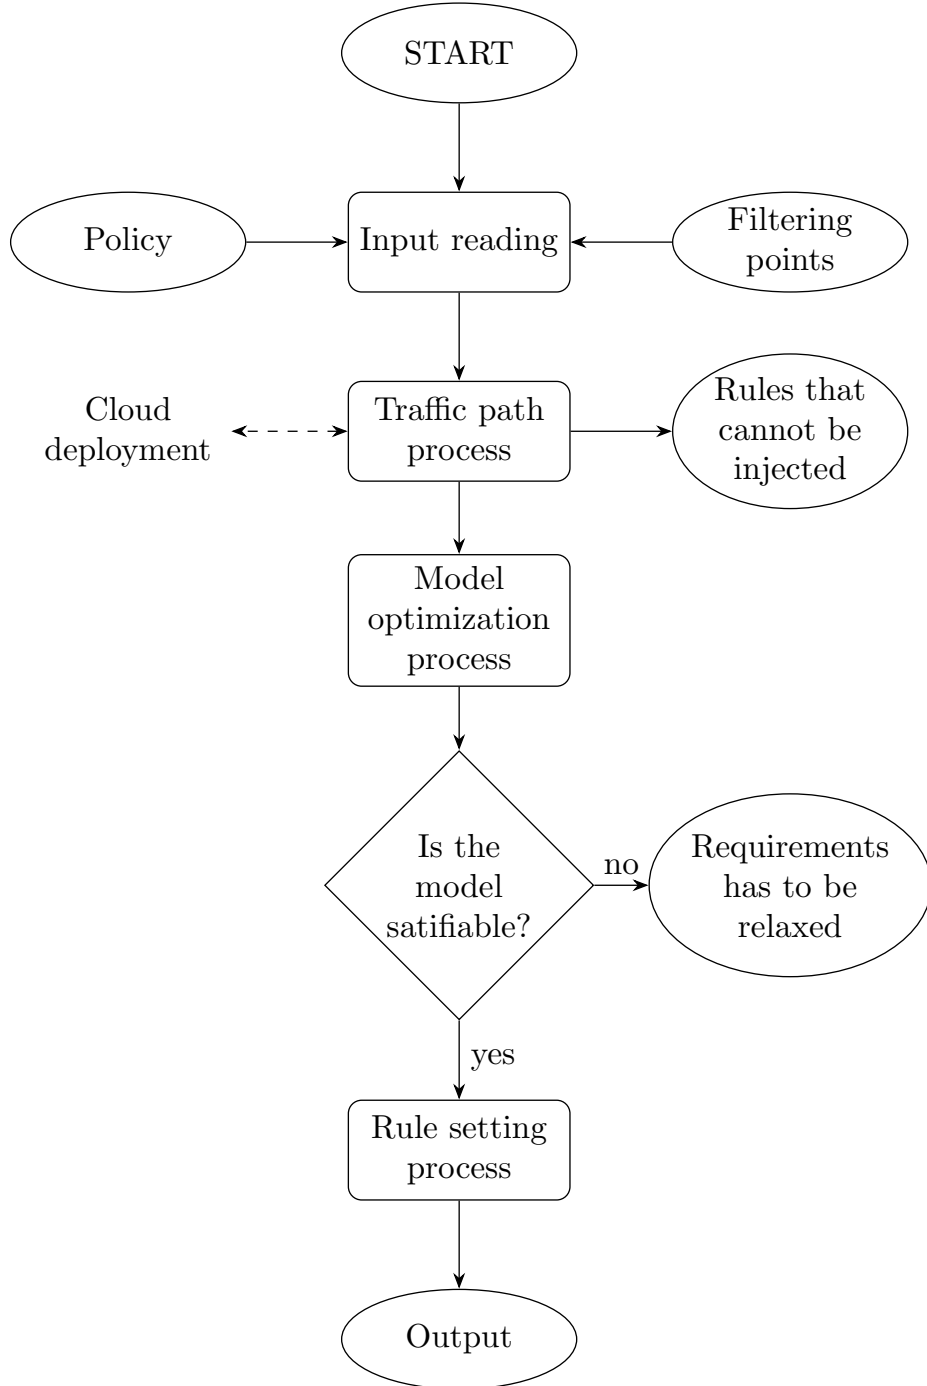 START
Policy
Input reading
Filtering
points
Cloud
deployment
Traffic path
process
Rules that
cannot be
injected
Model
optimization
process
Is the
model
satifiable?
no
Requirements
has to be
relaxed
yes
Rule setting
process
Output